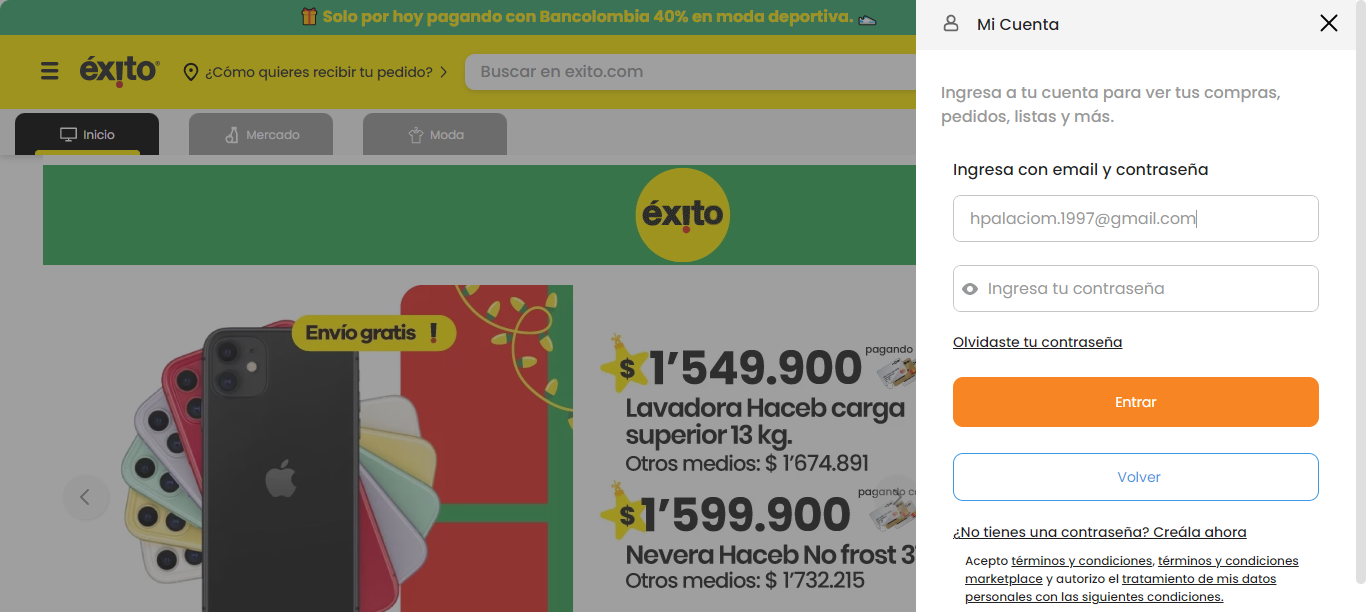 Solo por hoy pagando con Bancolombia 40% en moda deportiva.
éxito
¿Cómo quieres recibir tu pedido?
Buscar en exito.com
Inicio
Mercado
Moda
éxito
Envío gratis !
$ 1'549.900
pagando
Lavadora Haceb carga
superior 13 kg.
Otros medios: $ 1'674.891
$ 1'599.900
pagando c
Nevera Haceb No frost 3
Otros medios: $ 1'732.215
Mi Cuenta
Ingresa a tu cuenta para ver tus compras,
pedidos, listas y más.
Ingresa con email y contraseña
hpalaciom.1997@gmail.com
Ingresa tu contraseña
Olvidaste tu contraseña
Entrar
Volver
¿No tienes una contraseña? Creála ahora
Acepto términos y condiciones, términos y condiciones
marketplace y autorizo el tratamiento de mis datos
personales con las siguientes condiciones.